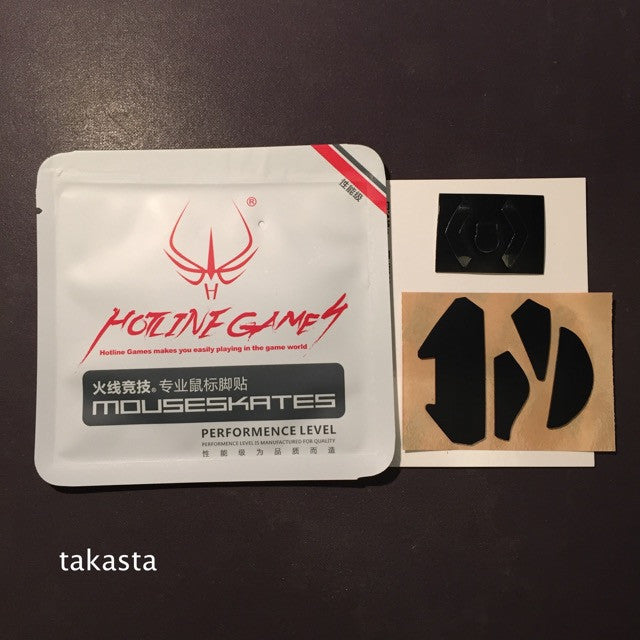 性能级
®
H
HOTLINE GAMES
Hotline Games makes you easily playing in the game world
火线竞技® 专业鼠标脚贴
MOUSESKATES
PERFORMENCE LEVEL
PERFORMENCE LEVEL IS MANUFACTURED FOR QUALITY
性能级为品质而造
takasta